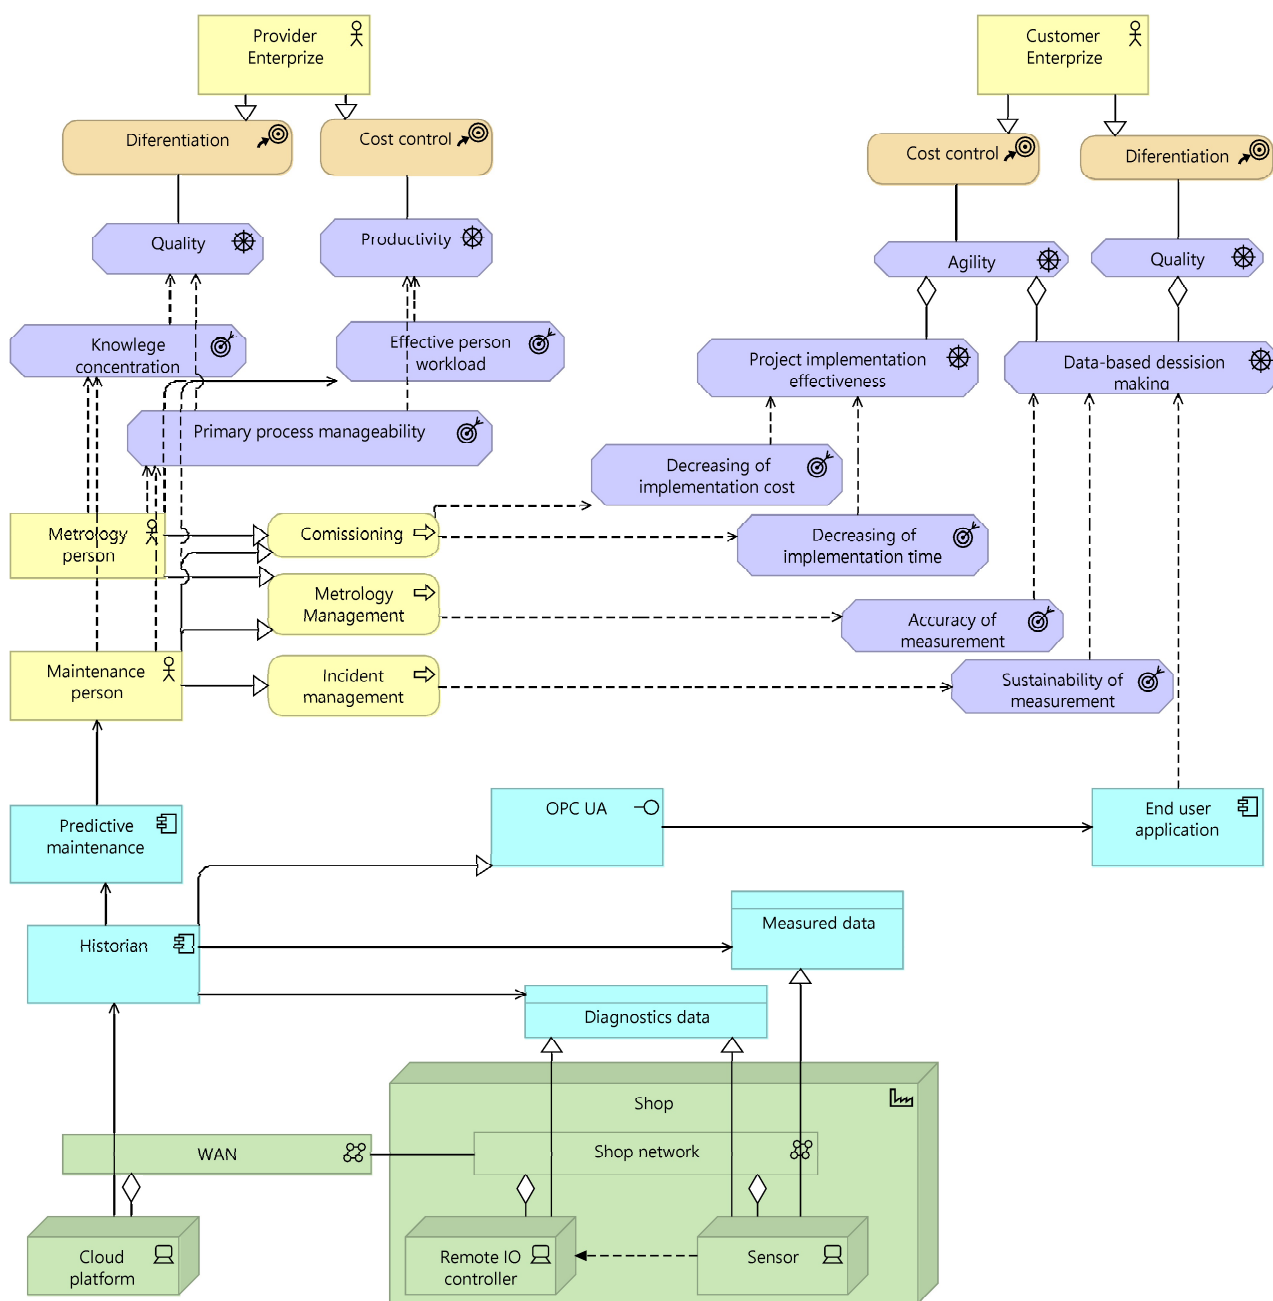 Provider
Enterprize
Customer
Enterprize
Diferentiation
Cost control
Cost control
Diferentiation
Quality
Productivity
Agility
Quality
Knowlege
concentration
Effective person
workload
Project implementation
effectiveness
Data-based dessision
making
Primary process manageability
Decreasing of
implementation cost
Metrology
person
Comissioning
Decreasing of
implementation time
Metrology
Management
Accuracy of
measurement
Maintenance
person
Incident
management
Sustainability of
measurement
Predictive
maintenance
OPC UA
End user
application
Historian
Measured data
Diagnostics data
Shop
WAN
Shop network
Cloud
platform
Remote IO
controller
Sensor